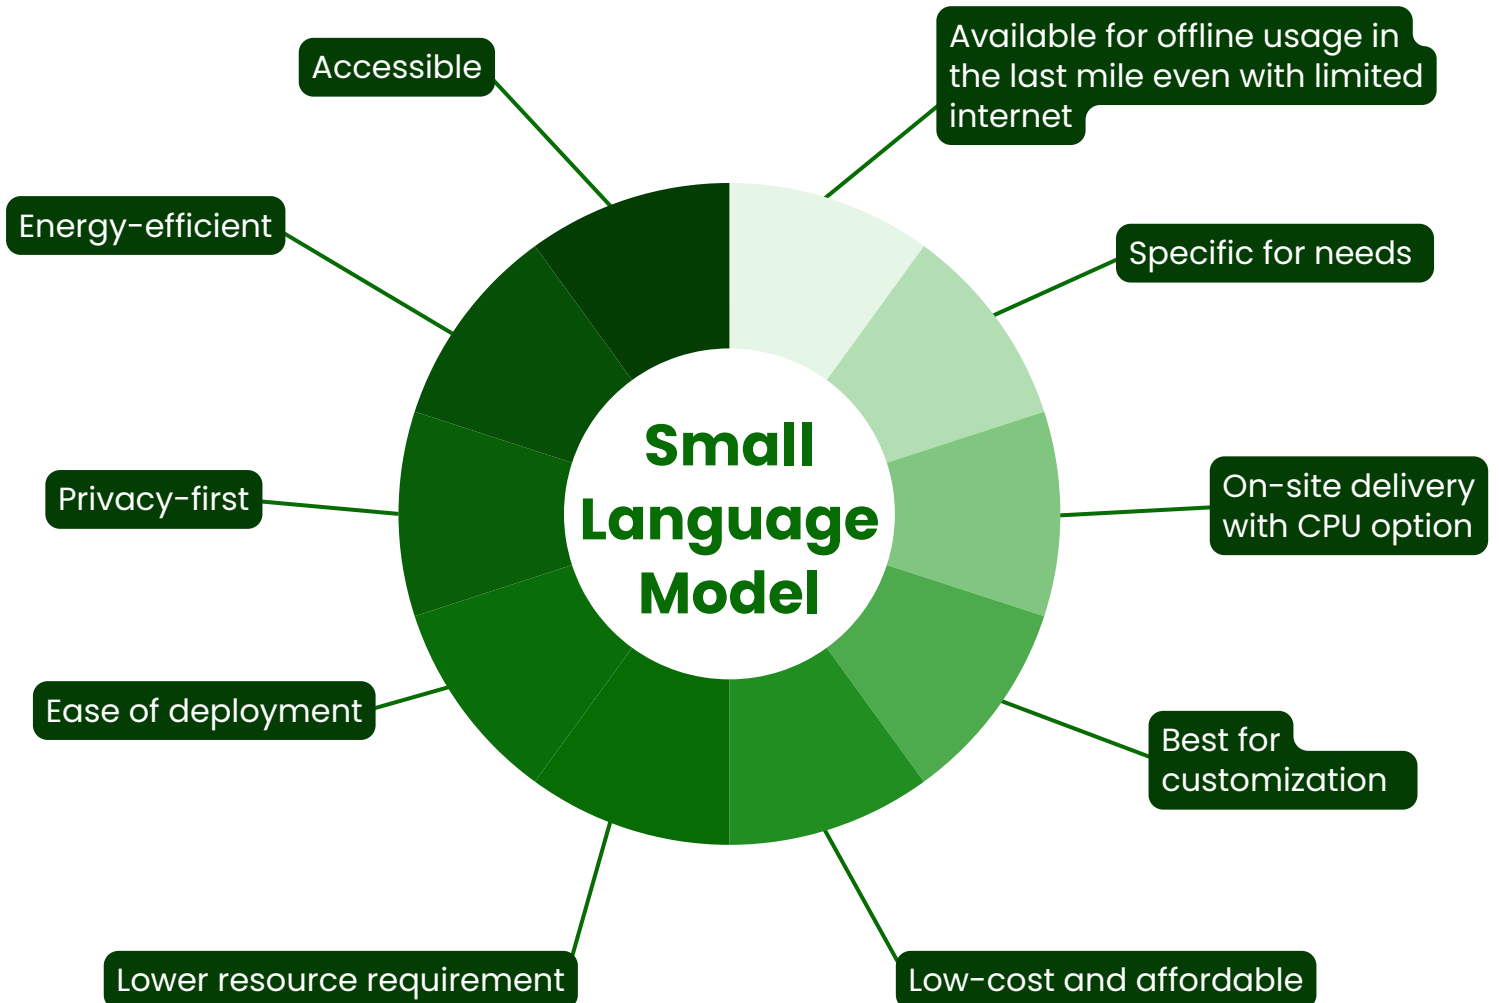 Accessible
Available for offline usage in
the last mile even with limited
internet
Energy-efficient
Specific for needs
Small
Language
Model
Privacy-first
On-site delivery
with CPU option
Ease of deployment
Best for
customization
Lower resource requirement
Low-cost and affordable